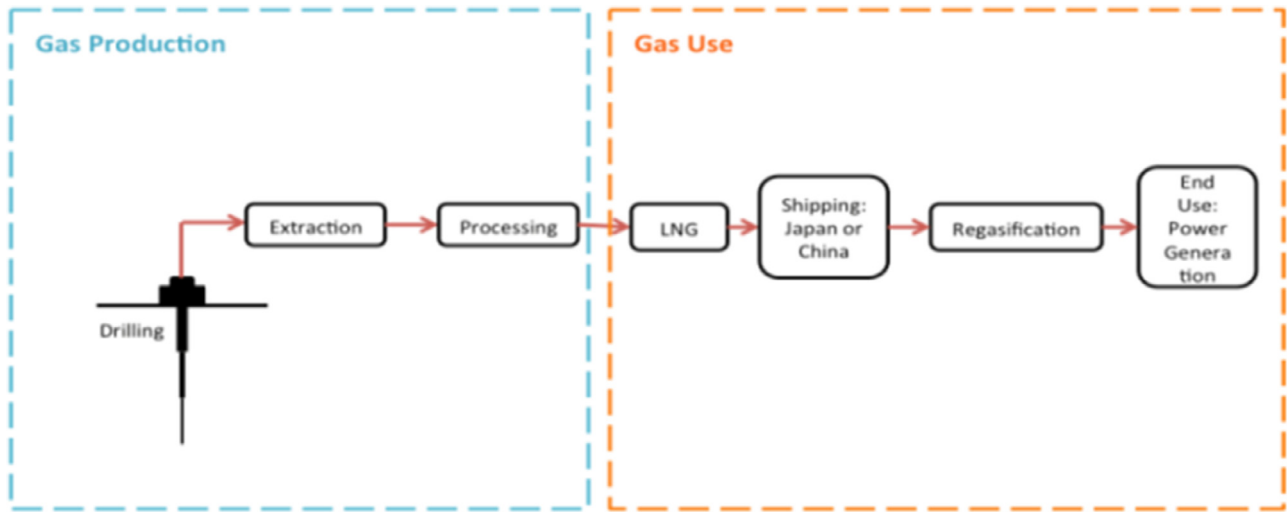 Gas Production
Gas Use
Drilling
Extraction
Processing
LNG
Shipping:
Japan or
China
Regasification
End
Use:
Power
Genera
tion